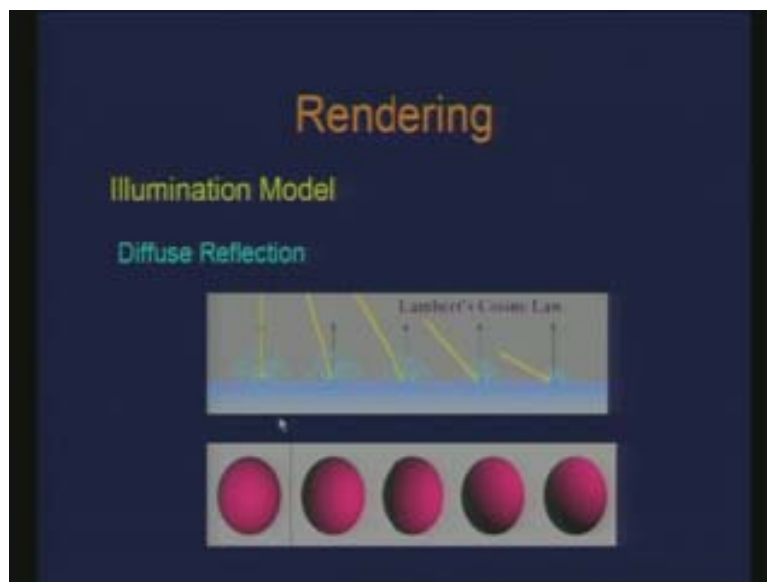 Rendering
Illumination Model
Diffuse Reflection
Lambert's Cosine Law